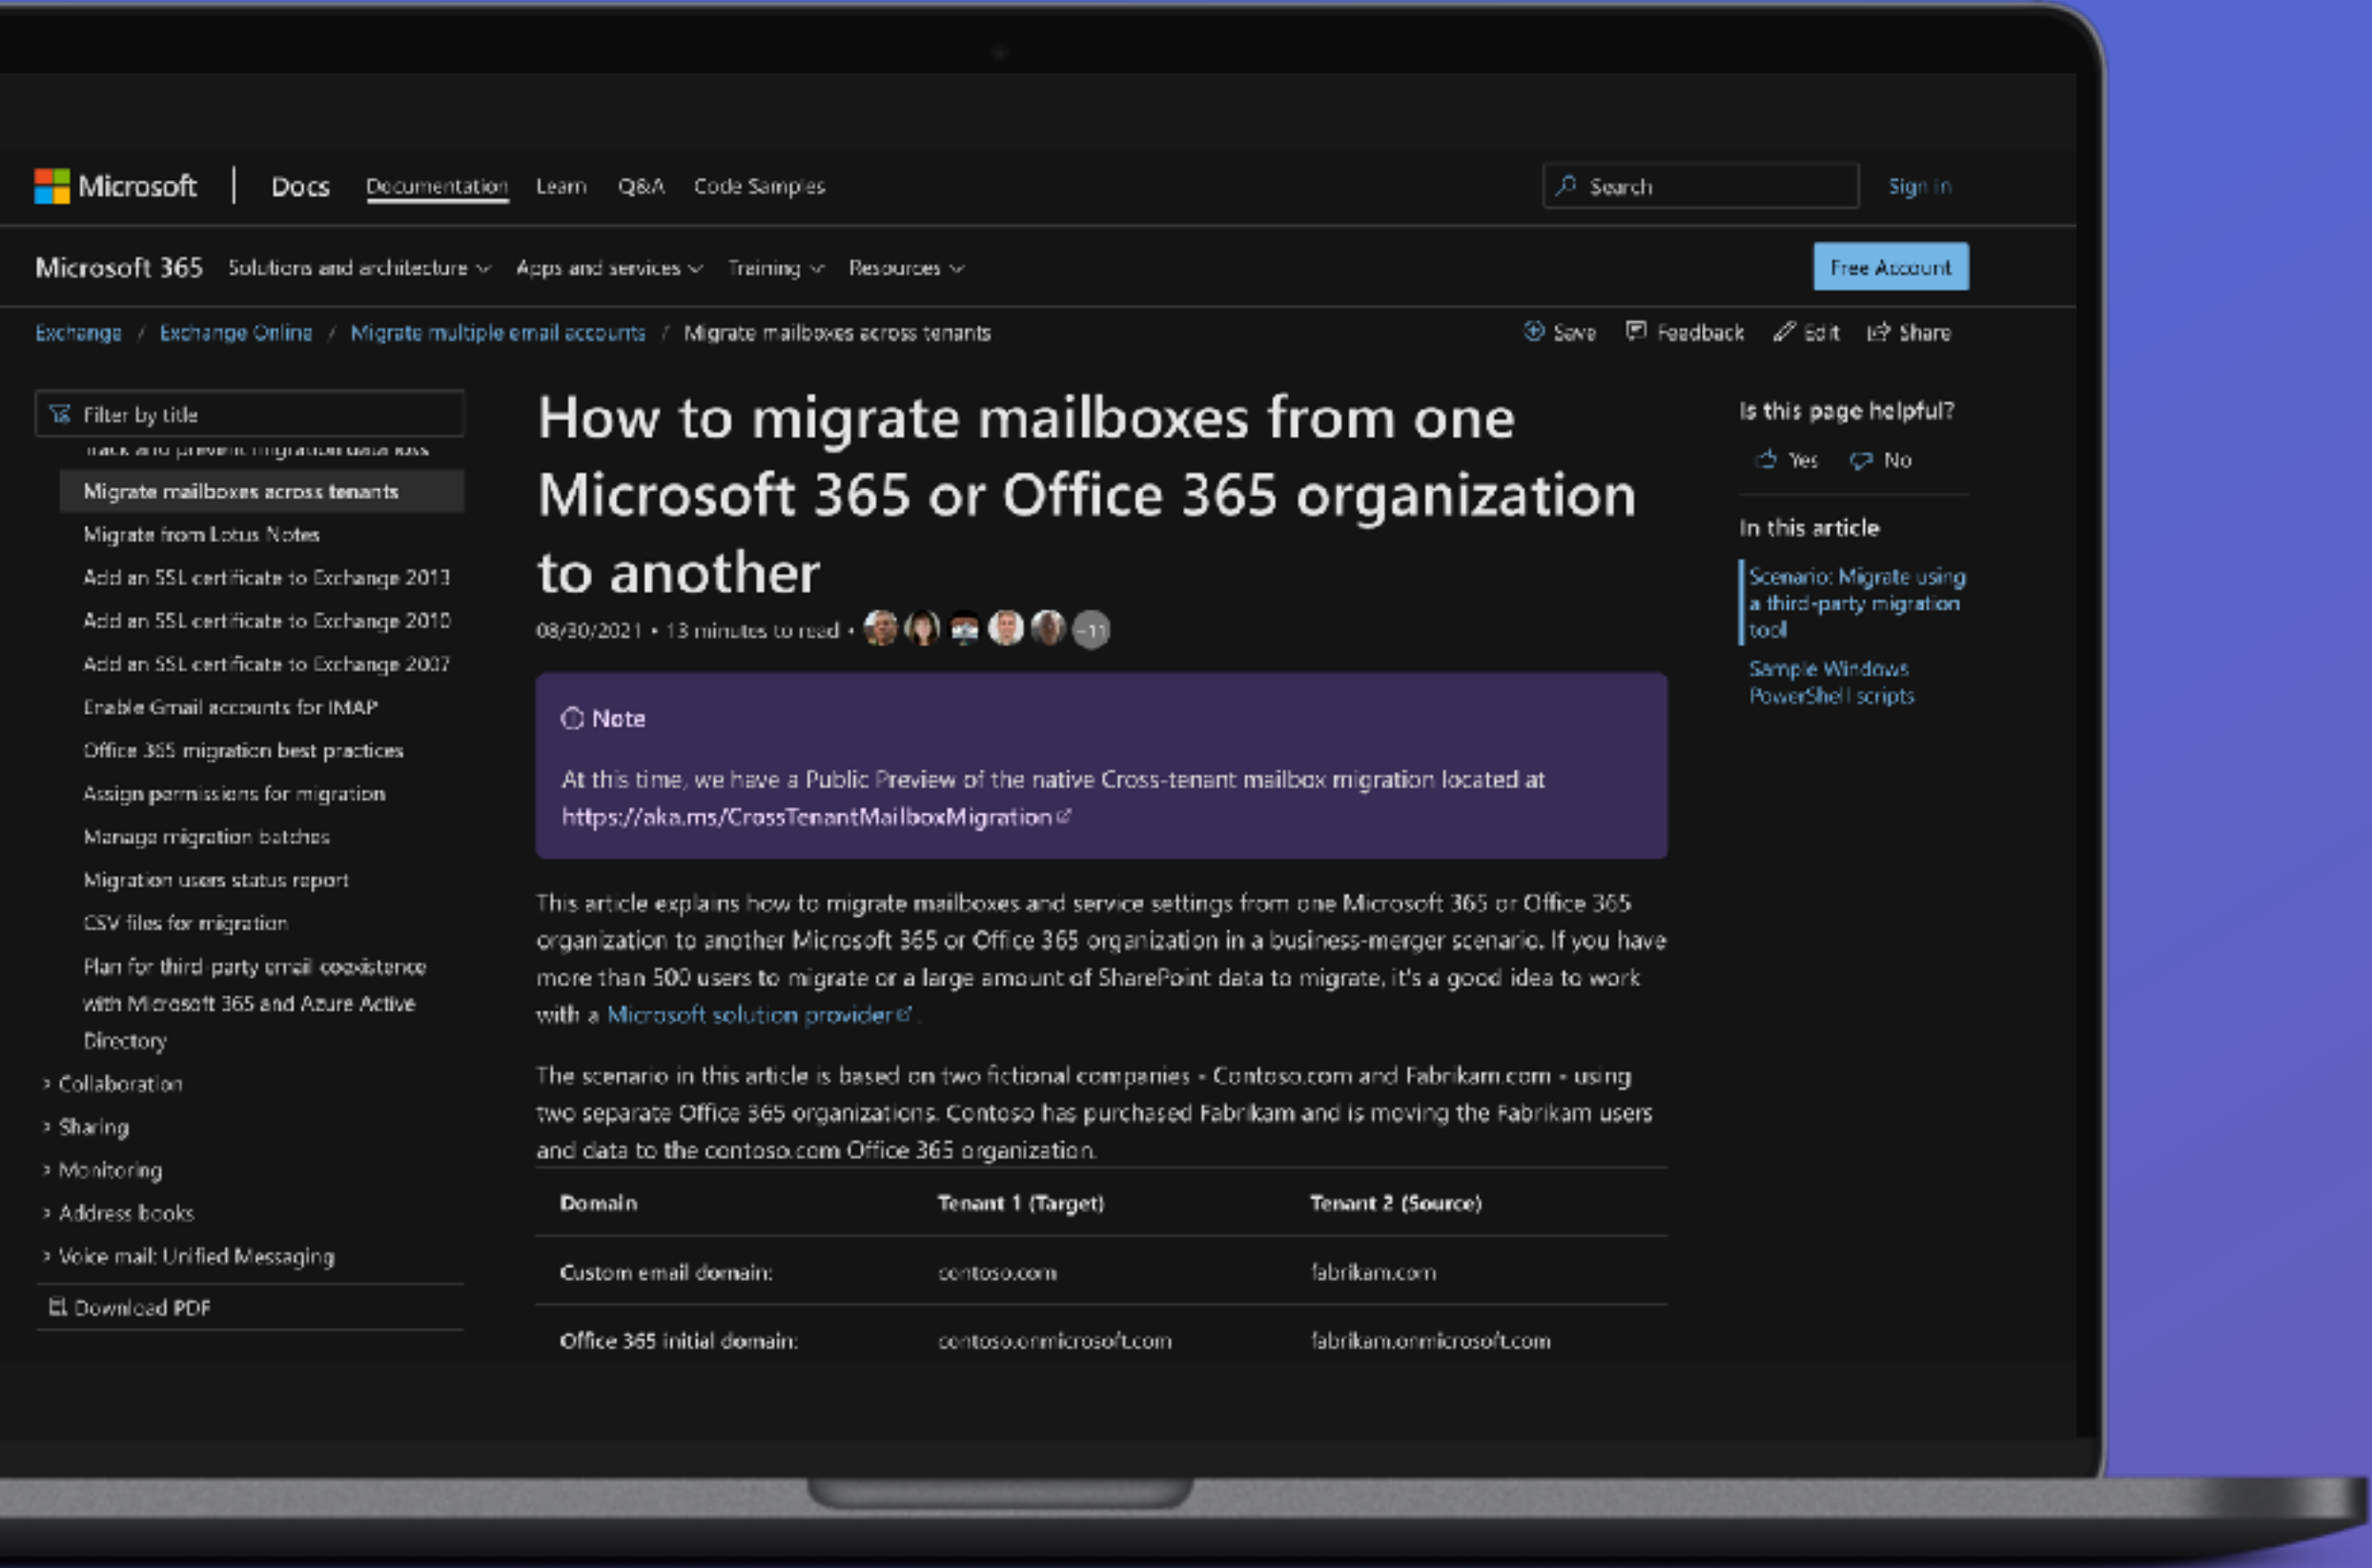 Microsoft Docs Documentation Learn Q&A Code Samples Search Sign in
Microsoft 365 Solutions and architecture Apps and services Training Resources Free Account
Exchange / Exchange Online / Migrate multiple email accounts / Migrate mailboxes across tenants Save Feedback Edit Share
Filter by title
Track and prevent migration data loss
Migrate mailboxes across tenants
Migrate from Lotus Notes
Add an SSL certificate to Exchange 2013
Add an SSL certificate to Exchange 2010
Add an SSL certificate to Exchange 2007
Enable Gmail accounts for IMAP
Office 365 migration best practices
Assign permissions for migration
Manage migration batches
Migration users status report
CSV files for migration
Plan for third-party email coexistence
with Microsoft 365 and Azure Active
Directory
> Collaboration
> Sharing
> Monitoring
> Address books
> Voice mail: Unified Messaging
Download PDF
How to migrate mailboxes from one
Microsoft 365 or Office 365 organization
to another
08/30/2021 • 13 minutes to read • +11
Note
At this time, we have a Public Preview of the native Cross-tenant mailbox migration located at
https://aka.ms/CrossTenantMailboxMigration
This article explains how to migrate mailboxes and service settings from one Microsoft 365 or Office 365
organization to another Microsoft 365 or Office 365 organization in a business-merger scenario. If you have
more than 500 users to migrate or a large amount of SharePoint data to migrate, it's a good idea to work
with a Microsoft solution provider.
The scenario in this article is based on two fictional companies - Contoso.com and Fabrikam.com - using
two separate Office 365 organizations. Contoso has purchased Fabrikam and is moving the Fabrikam users
and data to the contoso.com Office 365 organization.
Domain Tenant 1 (Target) Tenant 2 (Source)
Custom email domain: contoso.com fabrikam.com
Office 365 initial domain: contoso.onmicrosoft.com fabrikam.onmicrosoft.com
Is this page helpful?
Yes No
In this article
Scenario: Migrate using
a third-party migration
tool
Sample Windows
PowerShell scripts